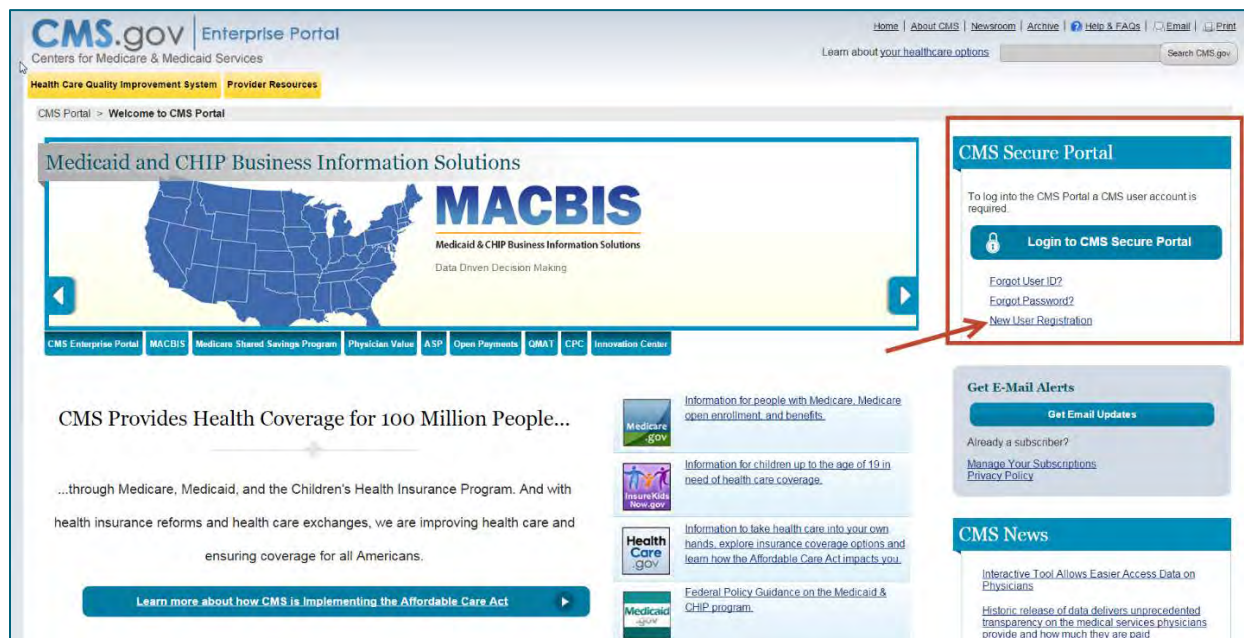 CMS.gov Enterprise Portal
Centers for Medicare & Medicaid Services
Home | About CMS | Newsroom | Archive | Help & FAQs | Email | Print
Learn about your healthcare options
Search CMS.gov
Health Care Quality Improvement System Provider Resources
CMS Portal > Welcome to CMS Portal
Medicaid and CHIP Business Information Solutions
MACBIS
Medicaid & CHIP Business Information Solutions
Data Driven Decision Making
CMS Enterprise Portal MACBIS Medicare Shared Savings Program Physician Value ASP Open Payments QMAT CPC Innovation Center
CMS Secure Portal
To log into the CMS Portal a CMS user account is
required.
Login to CMS Secure Portal
Forgot User ID?
Forgot Password?
New User Registration
CMS Provides Health Coverage for 100 Million People...
...through Medicare, Medicaid, and the Children's Health Insurance Program. And with
health insurance reforms and health care exchanges, we are improving health care and
ensuring coverage for all Americans.
Learn more about how CMS is Implementing the Affordable Care Act
Medicare
.gov
Information for people with Medicare, Medicare
open enrollment, and benefits.
InsureKids
Now.gov
Information for children up to the age of 19 in
need of health care coverage.
Health
Care
.gov
Information to take health care into your own
hands, explore insurance coverage options and
learn how the Affordable Care Act impacts you.
Medicaid
.gov
Federal Policy Guidance on the Medicaid &
CHIP program.
Get E-Mail Alerts
Get Email Updates
Already a subscriber?
Manage Your Subscriptions
Privacy Policy
CMS News
Interactive Tool Allows Easier Access Data on
Physicians
Historic release of data delivers unprecedented
transparency on the medical services physicians
provide and how much they are paid